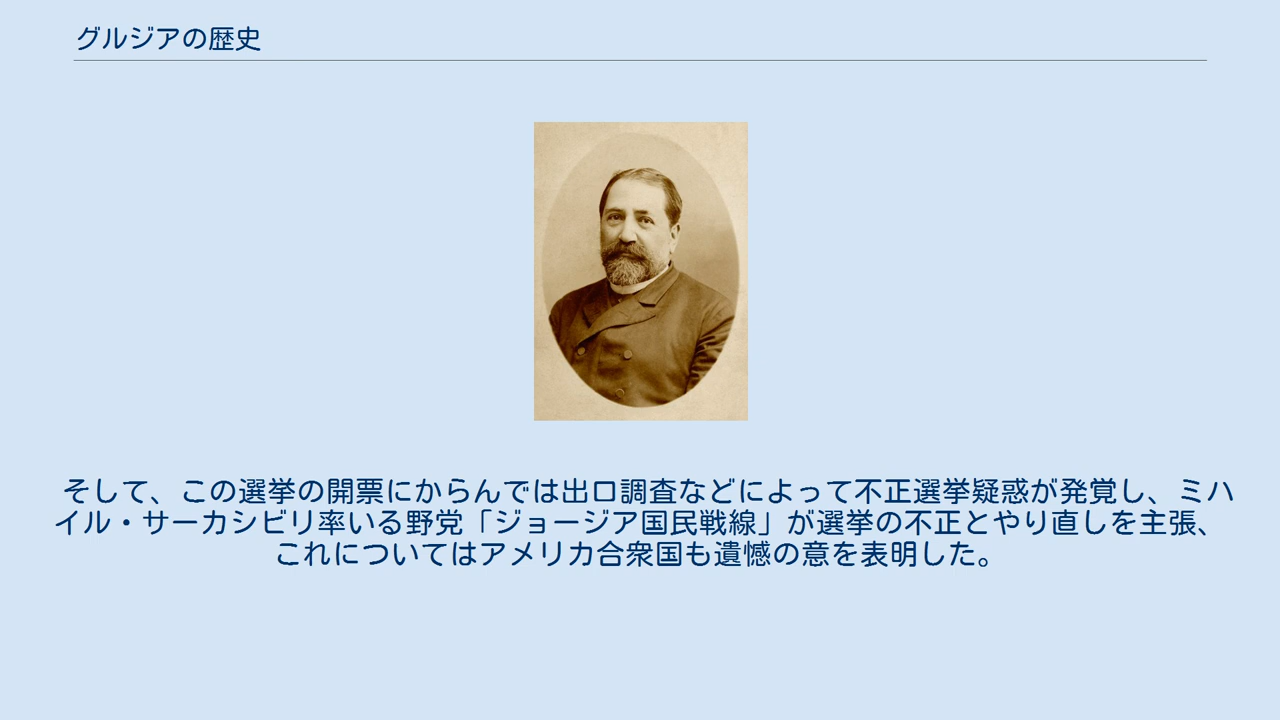 グルジアの歴史
そして、この選挙の開票にからんでは出口調査などによって不正選挙疑惑が発覚し、ミハ
イル・サーカシビリ率いる野党「ジョージア国民戦線」が選挙の不正とやり直しを主張、
これについてはアメリカ合衆国も遺憾の意を表明した。